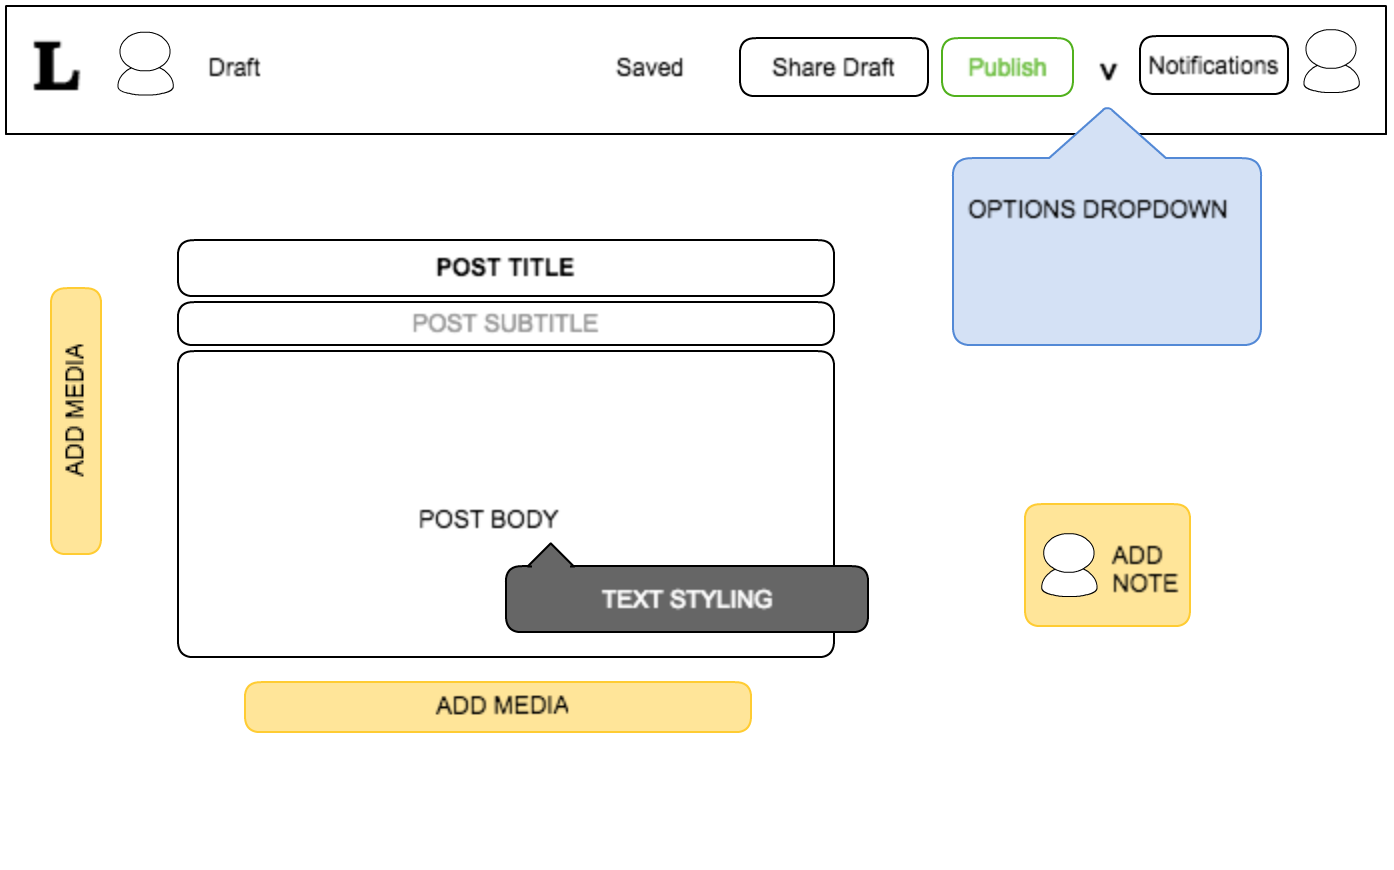 L
Draft
Saved
Share Draft
Publish
v
Notifications
OPTIONS DROPDOWN
POST TITLE
POST SUBTITLE
ADD MEDIA
POST BODY
TEXT STYLING
ADD
NOTE
ADD MEDIA